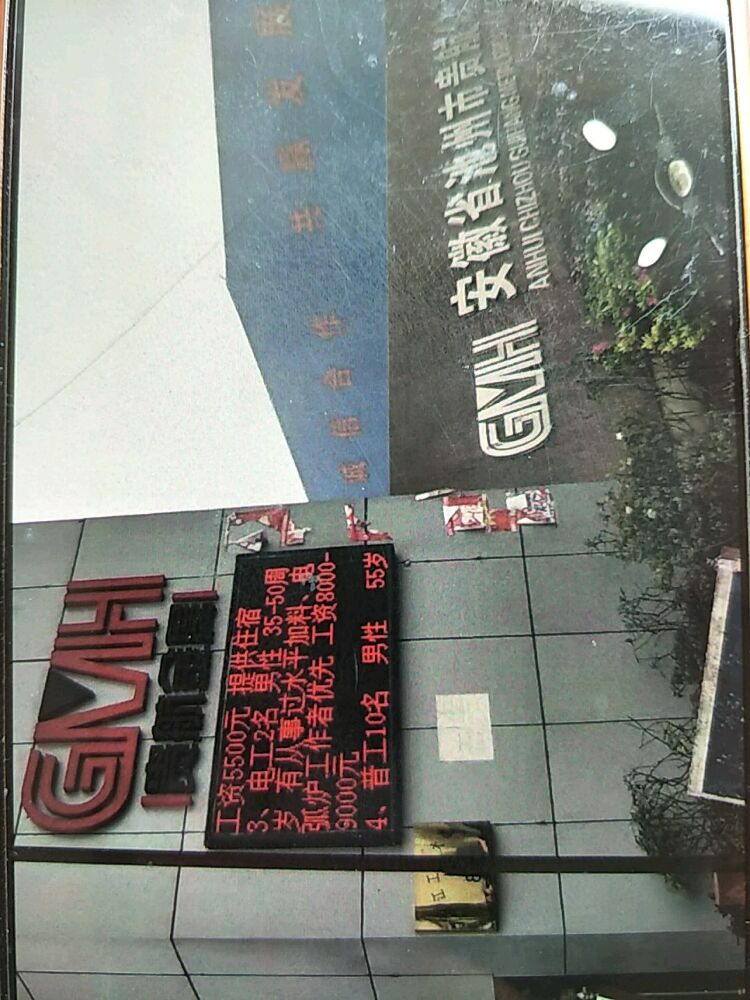 诚信合作 共赢发展
GMHI 安徽省池州市贵航
ANHUI CHIZHOU GUIHANG METAL
GMHI
贵航金属
工资5500元 提供住宿
3、电工2名 男性 35-50周
岁 有从事过水平加料、电
弧炉工作者优先 工资8000-
9000元
4、普工10名 男性 55岁